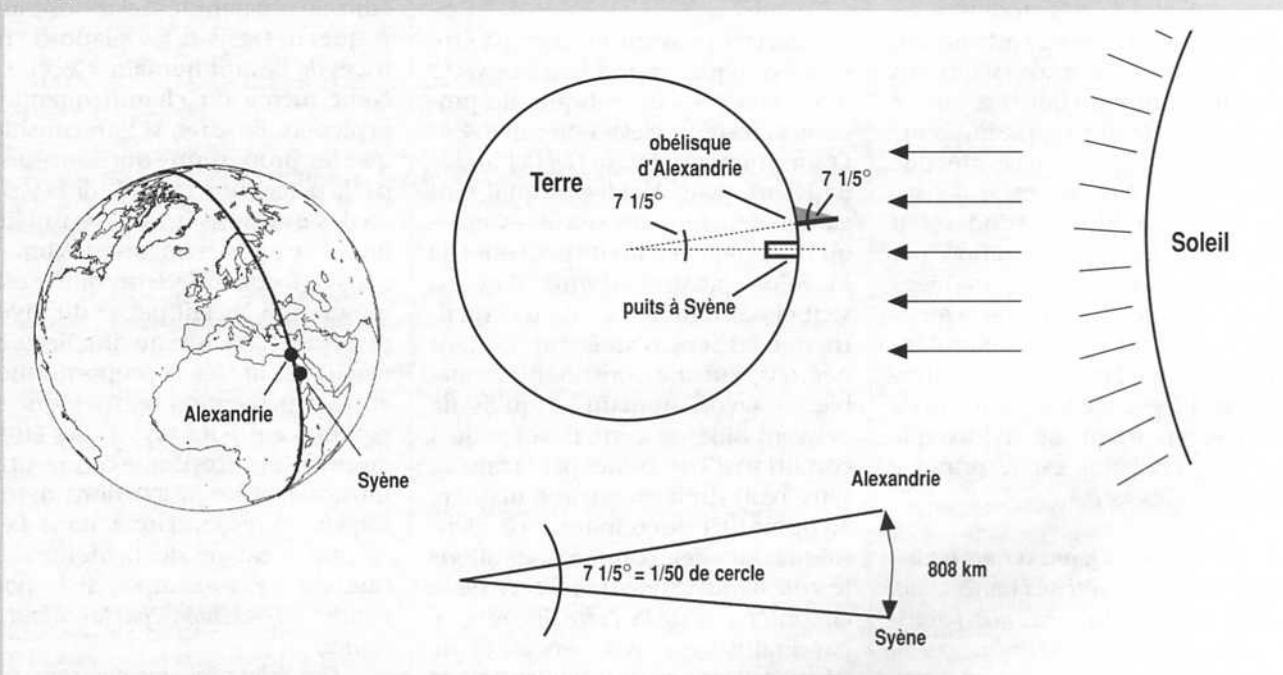 Terre
obélisque
d'Alexandrie
7 1/5°
7 1/5°
puits à Syène
Soleil
Alexandrie
Syène
Alexandrie
7 1/5° = 1/50 de cercle
808 km
Syène